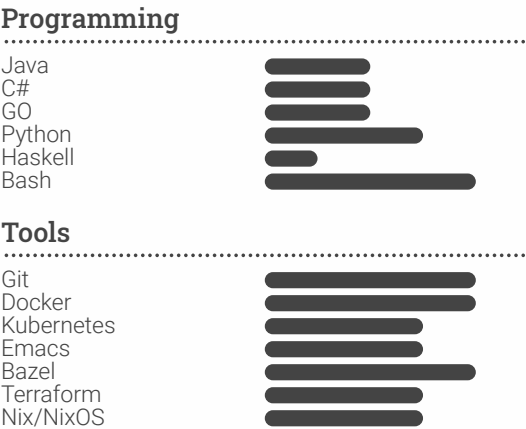 Programming
Java
C#
GO
Python
Haskell
Bash
Tools
Git
Docker
Kubernetes
Emacs
Bazel
Terraform
Nix/NixOS